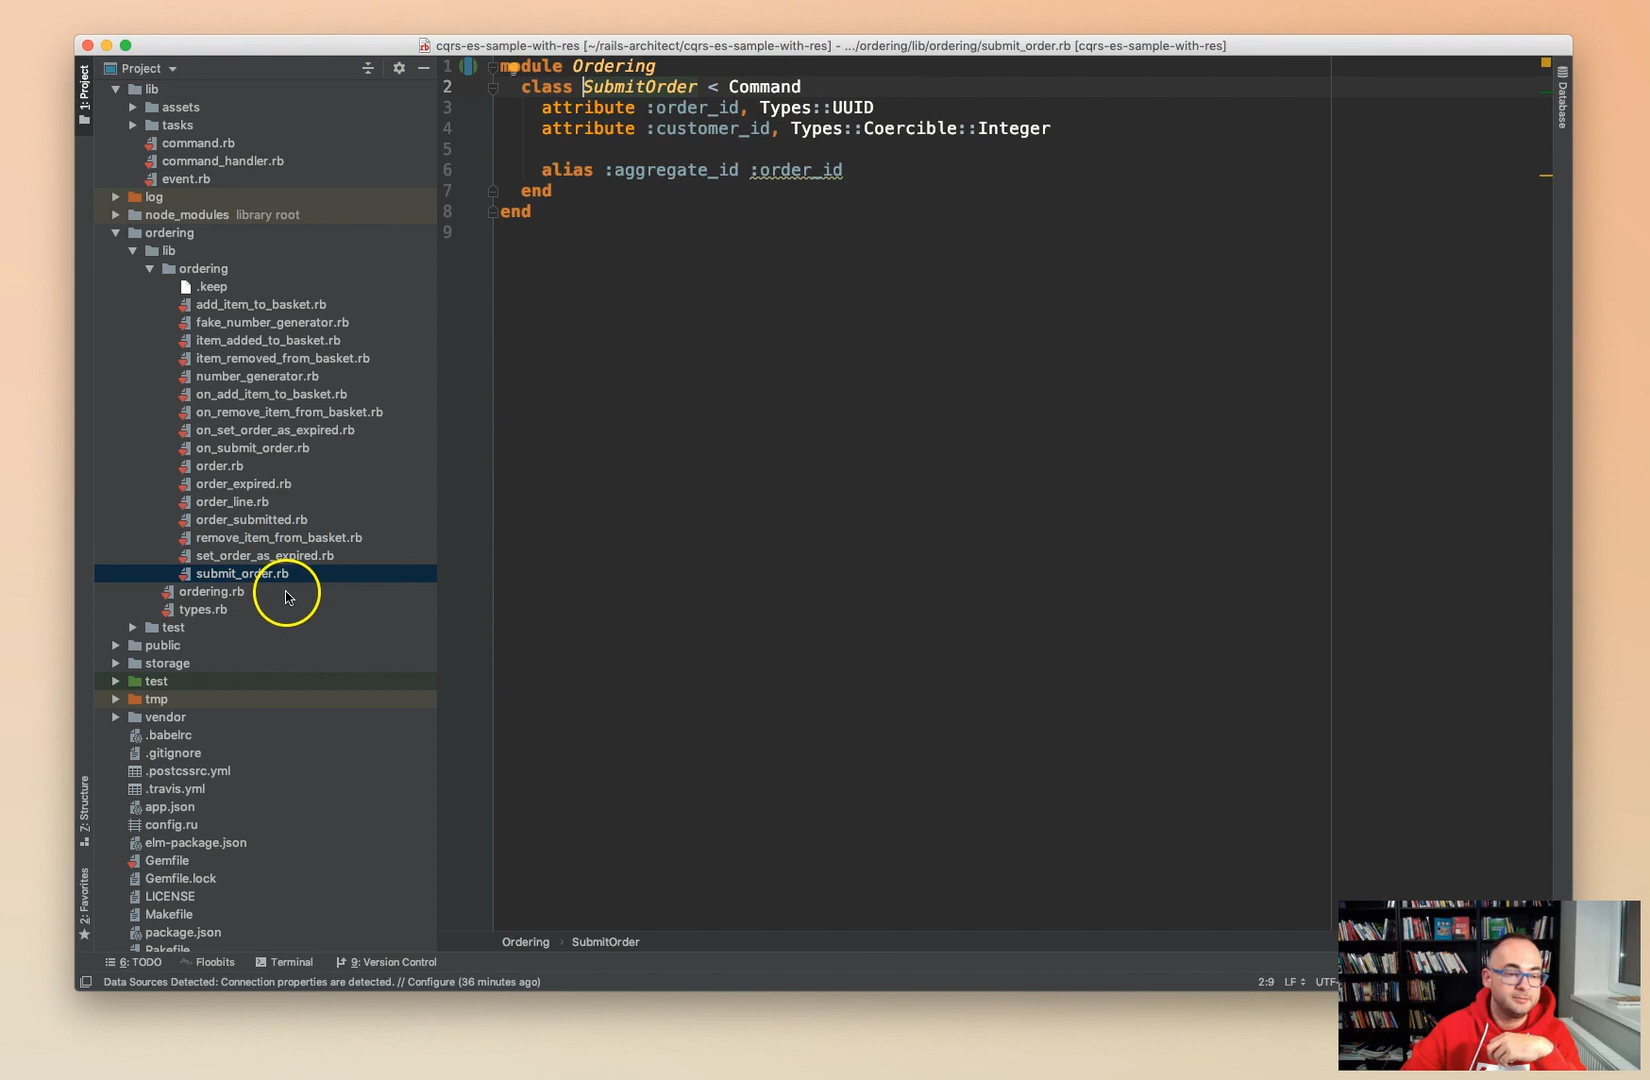 cqrs-es-sample-with-res [~/rails-architect/cqrs-es-sample-with-res] - .../ordering/lib/ordering/submit_order.rb [cqrs-es-sample-with-res]
1: Project
Project
lib
assets
tasks
command.rb
command_handler.rb
event.rb
log
node_modules library root
ordering
lib
ordering
.keep
add_item_to_basket.rb
fake_number_generator.rb
item_added_to_basket.rb
item_removed_from_basket.rb
number_generator.rb
on_add_item_to_basket.rb
on_remove_item_from_basket.rb
on_set_order_as_expired.rb
on_submit_order.rb
order.rb
order_expired.rb
order_line.rb
order_submitted.rb
remove_item_from_basket.rb
set_order_as_expired.rb
submit_order.rb
ordering.rb
types.rb
test
public
storage
test
tmp
vendor
.babelrc
.gitignore
.postcssrc.yml
.travis.yml
app.json
config.ru
elm-package.json
Gemfile
Gemfile.lock
LICENSE
Makefile
package.json
Rakefile
7: Structure
2: Favorites
1 module Ordering
2 class SubmitOrder < Command
3 attribute :order_id, Types::UUID
4 attribute :customer_id, Types::Coercible::Integer
5
6 alias :aggregate_id :order_id
7 end
8 end
9
Database
Ordering › SubmitOrder
6: TODO Floobits Terminal 9: Version Control
Data Sources Detected: Connection properties are detected. // Configure (36 minutes ago) 2:9 LF UTF-